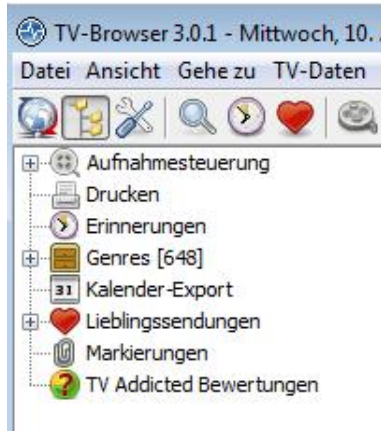 TV-Browser 3.0.1 - Mittwoch, 10.
Datei Ansicht Gehe zu TV-Daten
Aufnahmesteuerung
Drucken
Erinnerungen
Genres [648]
31 Kalender-Export
Lieblingssendungen
Markierungen
TV Addicted Bewertungen